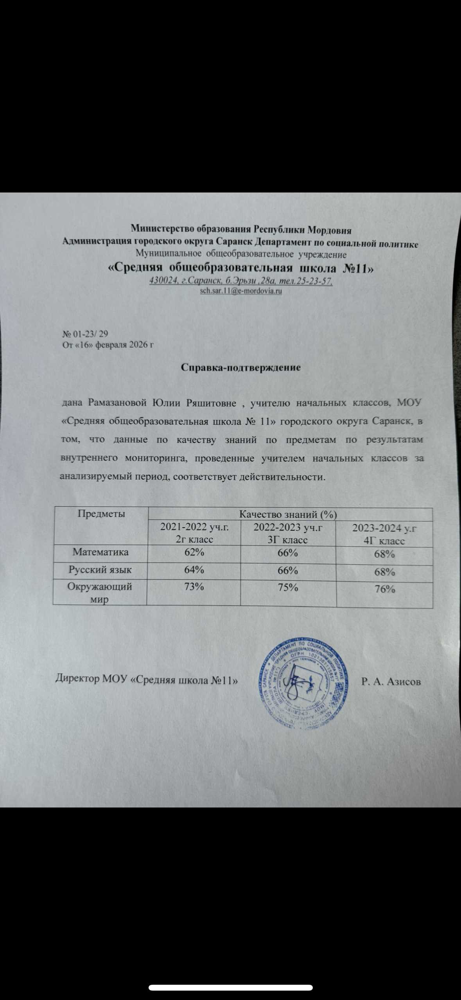 Министерство образования Республики Мордовия
Администрация городского округа Саранск Департамент по социальной политике
Муниципальное общеобразовательное учреждение
«Средняя общеобразовательная школа №11»
430024, г.Саранск, б.Эрьзи ,28а, тел.25-23-57,
sch.sar.11@e-mordovia.ru
№ 01-23/ 29
От «16» февраля 2026 г
Справка-подтверждение
дана Рамазановой Юлии Ряшитовне , учителю начальных классов, МОУ
«Средняя общеобразовательная школа № 11» городского округа Саранск, в
том, что данные по качеству знаний по предметам по результатам
внутреннего мониторинга, проведенные учителем начальных классов за
анализируемый период, соответствует действительности.
Предметы Качество знаний (%)
2021-2022 уч.г. 2022-2023 уч.г 2023-2024 у.г
2г класс 3Г класс 4Г класс
Математика 62% 66% 68%
Русский язык 64% 66% 68%
Окружающий 73% 75% 76%
мир
Директор МОУ «Средняя школа №11» Р. А. Азисов
ДЕПАРТАМЕНТ ПО СОЦИАЛЬНОЙ ПОЛИТИКЕ
"СРЕДНЯЯ ОБЩЕОБРАЗОВАТЕЛЬНАЯ ШКОЛА №11"
ОГРН 1021301115857